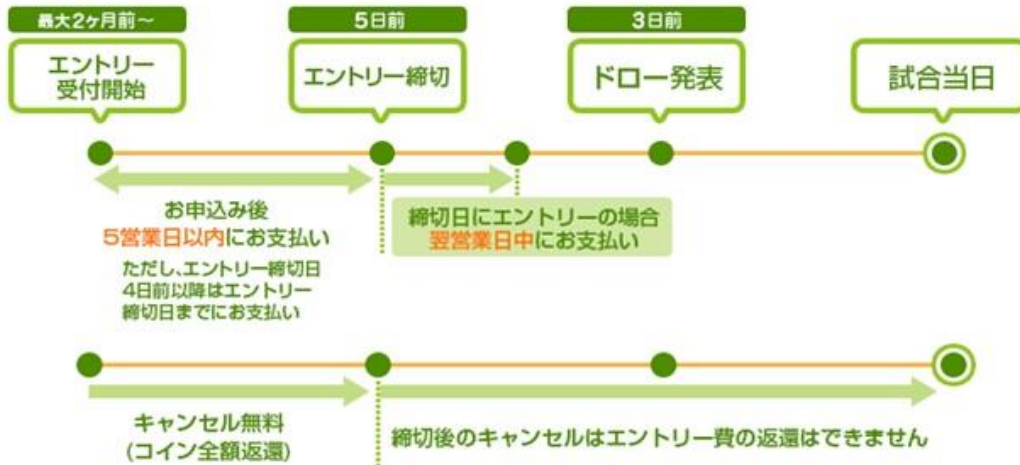 最大2ヶ月前～
エントリー
受付開始
5日前
エントリー締切
3日前
ドロー発表
試合当日
お申込み後
5営業日以内にお支払い
ただし、エントリー締切日
4日前以降はエントリー
締切日までにお支払い
締切日にエントリーの場合
翌営業日中にお支払い
キャンセル無料
(コイン全額返還)
締切後のキャンセルはエントリー費の返還はできません